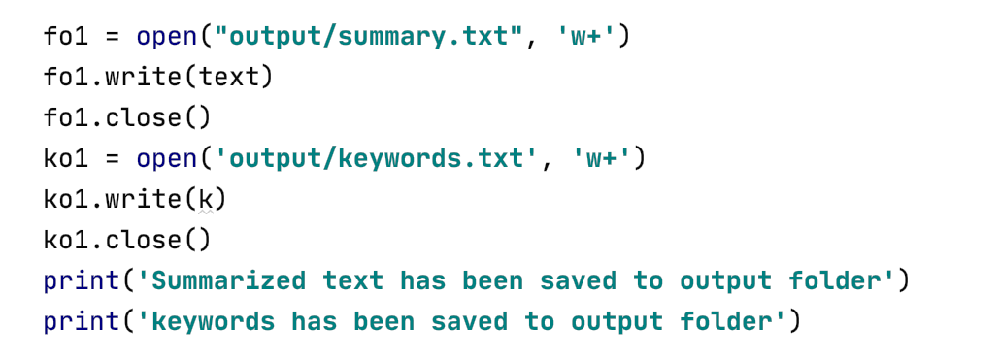 fo1 = open("output/summary.txt", 'w+')
fo1.write(text)
fo1.close()
ko1 = open('output/keywords.txt', 'w+')
ko1.write(k)
ko1.close()
print('Summarized text has been saved to output folder')
print('keywords has been saved to output folder')